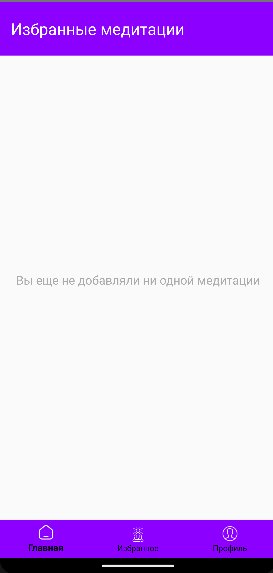 Избранные медитации
Вы еще не добавляли ни одной медитации
Главная
Избранное
Профиль